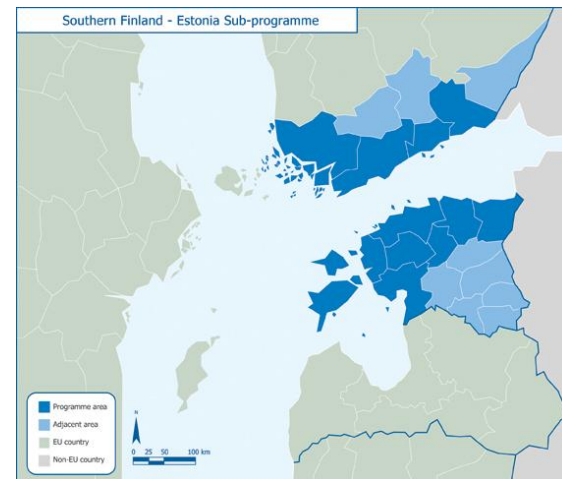 Southern Finland - Estonia Sub-programme
Programme area
Adjacent area
EU country
Non-EU country
N
0 25 50 100 km